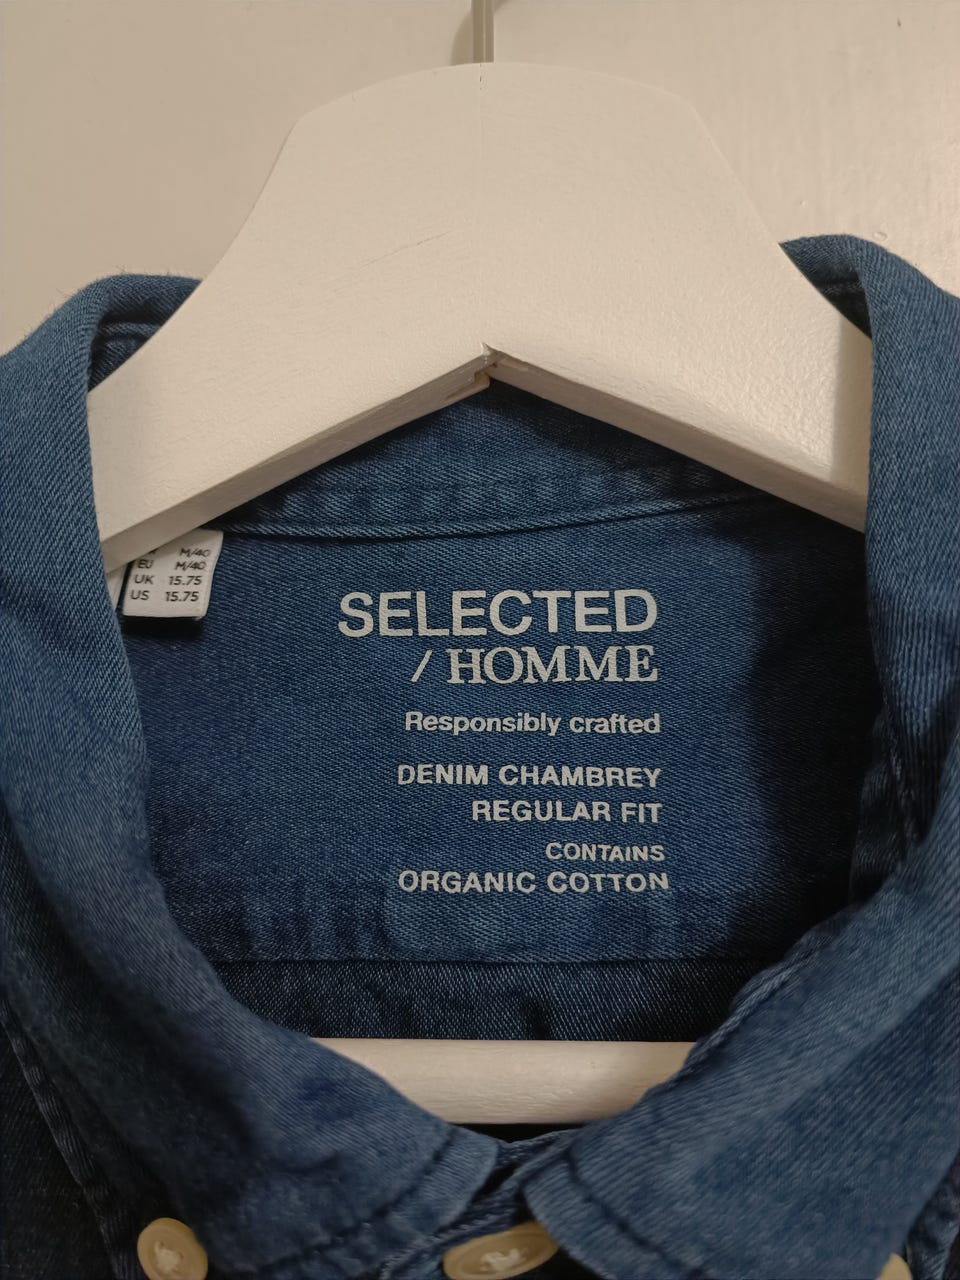 M/40
EU M/40
UK 15.75
US 15.75
SELECTED
/ HOMME
Responsibly crafted
DENIM CHAMBREY
REGULAR FIT
CONTAINS
ORGANIC COTTON